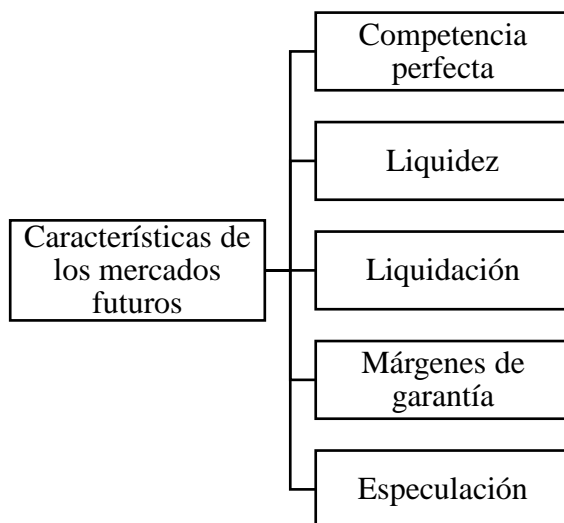 Competencia
perfecta
Liquidez
Características de
los mercados
futuros
Liquidación
Márgenes de
garantía
Especulación